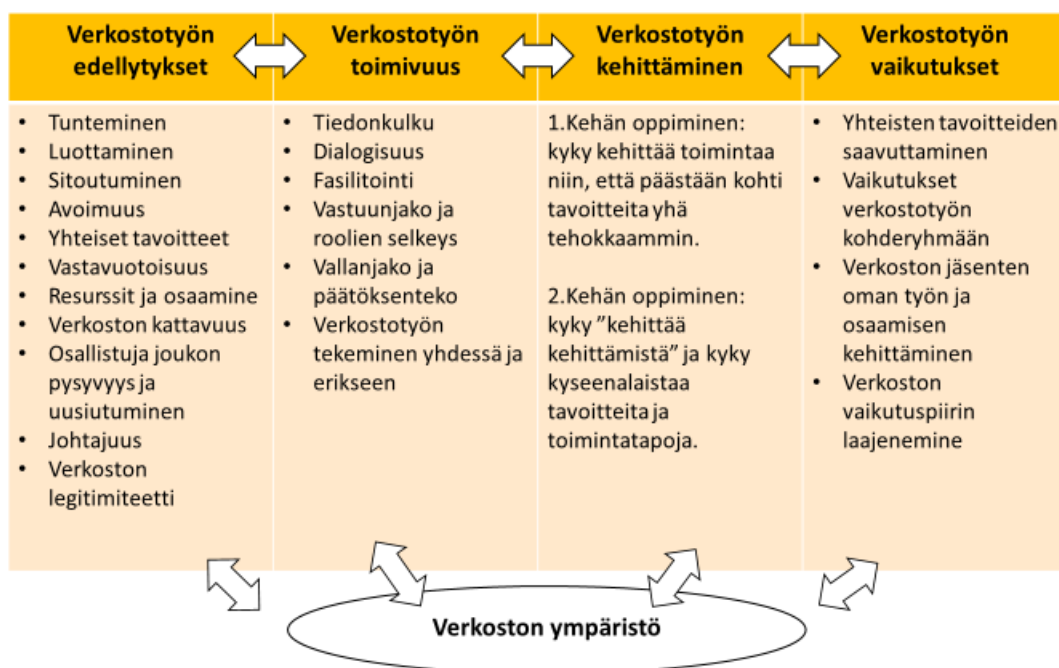 Verkostotyön
edellytykset
Verkostotyön
toimivuus
Verkostotyön
kehittäminen
Verkostotyön
vaikutukset
• Tunteminen
• Luottaminen
• Sitoutuminen
• Avoimuus
• Yhteiset tavoitteet
• Vastavuotoisuus
• Resurssit ja osaamine
• Verkoston kattavuus
• Osallistuja joukon
pysyvyys ja
uusiutuminen
• Johtajuus
• Verkoston
legitimiteetti
• Tiedonkulku
• Dialogisuus
• Fasilitointi
• Vastuunjako ja
roolien selkeys
• Vallanjako ja
päätöksenteko
• Verkostotyön
tekeminen yhdessä ja
erikseen
1.Kehän oppiminen:
kyky kehittää toimintaa
niin, että päästään kohti
tavoitteita yhä
tehokkaammin.
2.Kehän oppiminen:
kyky ”kehittää
kehittämistä” ja kyky
kyseenalaistaa
tavoitteita ja
toimintatapoja.
• Yhteisten tavoitteiden
saavuttaminen
• Vaikutukset
verkostotyön
kohderyhmään
• Verkoston jäsenten
oman työn ja
osaamisen
kehittäminen
• Verkoston
vaikutuspiirin
laajenemine
Verkoston ympäristö